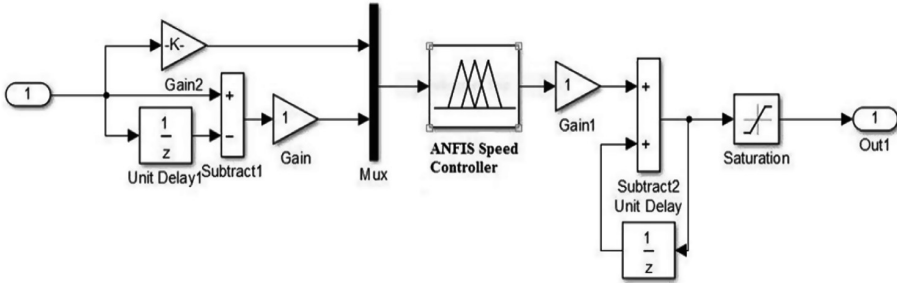 -K-
Gain2
1
+
-
1
z
Unit Delay1
Subtract1
1
Gain
Mux
ANFIS Speed
Controller
1
Gain1
+
+
Subtract2
Unit Delay
1
z
Saturation
1
Out1